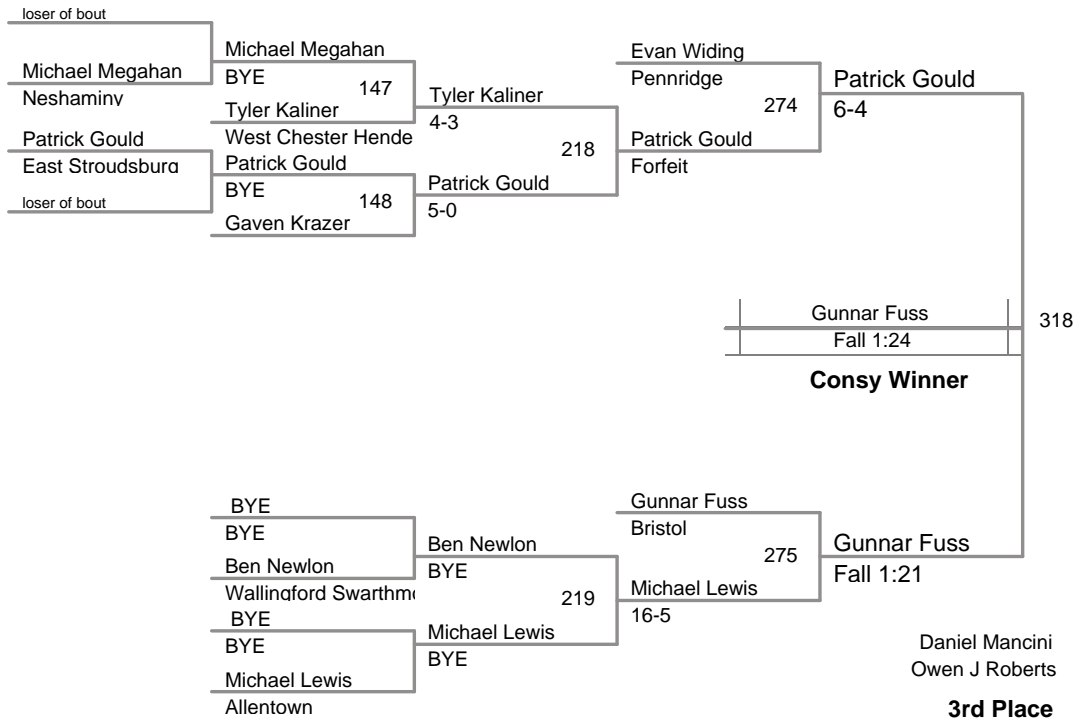 loser of bout
Michael Megahan
Neshaminy
Patrick Gould
East Stroudsburg
loser of bout
Michael Megahan
BYE
147
Tyler Kaliner
West Chester Hende
Patrick Gould
BYE
148
Gaven Krazer
Tyler Kaliner
4-3
218
Patrick Gould
5-0
Evan Widing
Pennridge
274
Patrick Gould
Forfeit
Patrick Gould
6-4
Gunnar Fuss
318
Fall 1:24
Consy Winner
BYE
BYE
Ben Newlon
Wallingford Swarthmo
BYE
BYE
Michael Lewis
Allentown
Ben Newlon
BYE
219
Michael Lewis
BYE
Gunnar Fuss
Bristol
275
Michael Lewis
16-5
Gunnar Fuss
Fall 1:21
Daniel Mancini
Owen J Roberts
3rd Place